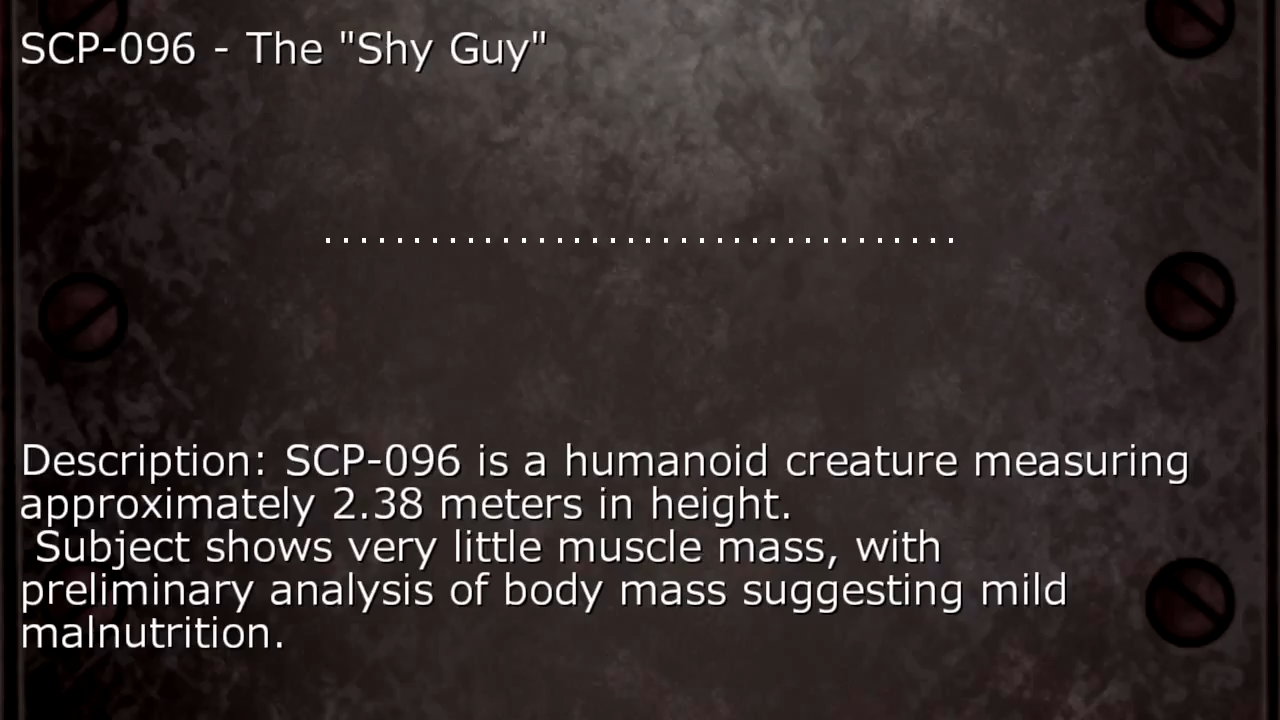 SCP-096 - The "Shy Guy"
....................................
Description: SCP-096 is a humanoid creature measuring
approximately 2.38 meters in height.
Subject shows very little muscle mass, with
preliminary analysis of body mass suggesting mild
malnutrition.